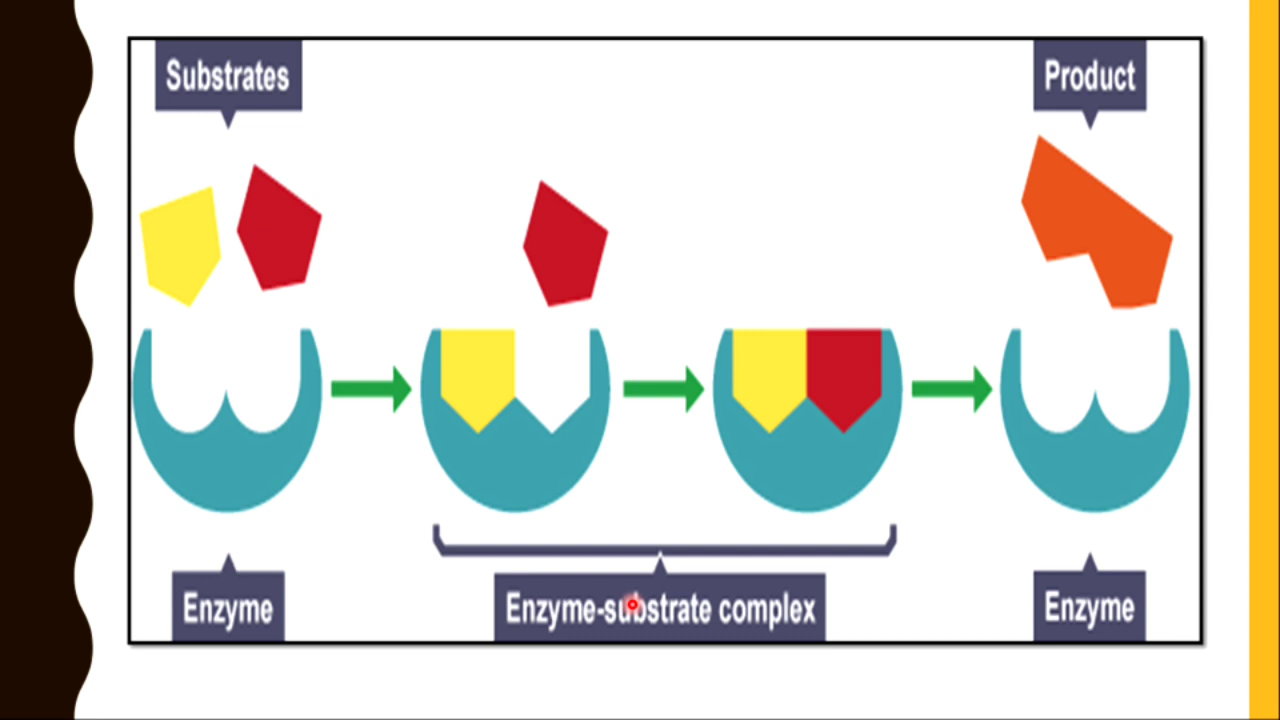 Substrates
Product
Enzyme
Enzyme-substrate complex
Enzyme